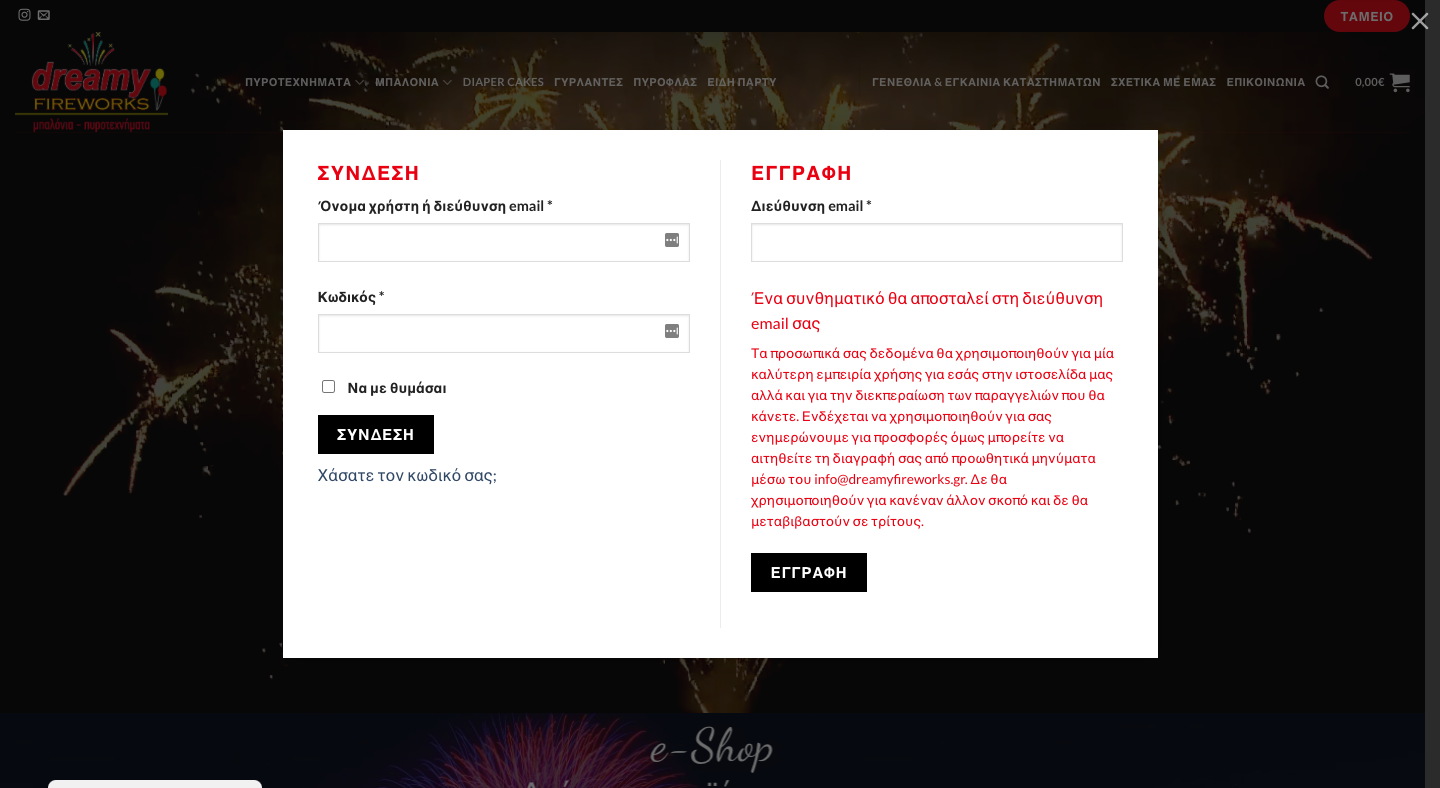 ΤΑΜΕΙΟ
dreamy
FIREWORKS
μπαλόνια - πυροτεχνήματα
ΠΥΡΟΤΕΧΝΗΜΑΤΑ ΜΠΑΛΟΝΙΑ DIAPER CAKES ΓΥΡΛΑΝΤΕΣ ΠΥΡΟΦΛΑΣ ΕΙΔΗ ΠΑΡΤΥ ΓΕΝΕΘΛΙΑ & ΕΓΚΑΙΝΙΑ ΚΑΤΑΣΤΗΜΑΤΩΝ ΣΧΕΤΙΚΑ ΜΕ ΕΜΑΣ ΕΠΙΚΟΙΝΩΝΙΑ 0,00€
ΣΥΝΔΕΣΗ
Όνομα χρήστη ή διεύθυνση email *
Κωδικός *
Να με θυμάσαι
ΣΥΝΔΕΣΗ
Χάσατε τον κωδικό σας;
ΕΓΓΡΑΦΗ
Διεύθυνση email *
Ένα συνθηματικό θα αποσταλεί στη διεύθυνση
email σας
Τα προσωπικά σας δεδομένα θα χρησιμοποιηθούν για μία
καλύτερη εμπειρία χρήσης για εσάς στην ιστοσελίδα μας
αλλά και για την διεκπεραίωση των παραγγελιών που θα
κάνετε. Ενδέχεται να χρησιμοποιηθούν για σας
ενημερώνουμε για προσφορές όμως μπορείτε να
αιτηθείτε τη διαγραφή σας από προωθητικά μηνύματα
μέσω του info@dreamyfireworks.gr. Δε θα
χρησιμοποιηθούν για κανέναν άλλον σκοπό και δε θα
μεταβιβαστούν σε τρίτους.
ΕΓΓΡΑΦΗ
e-Shop